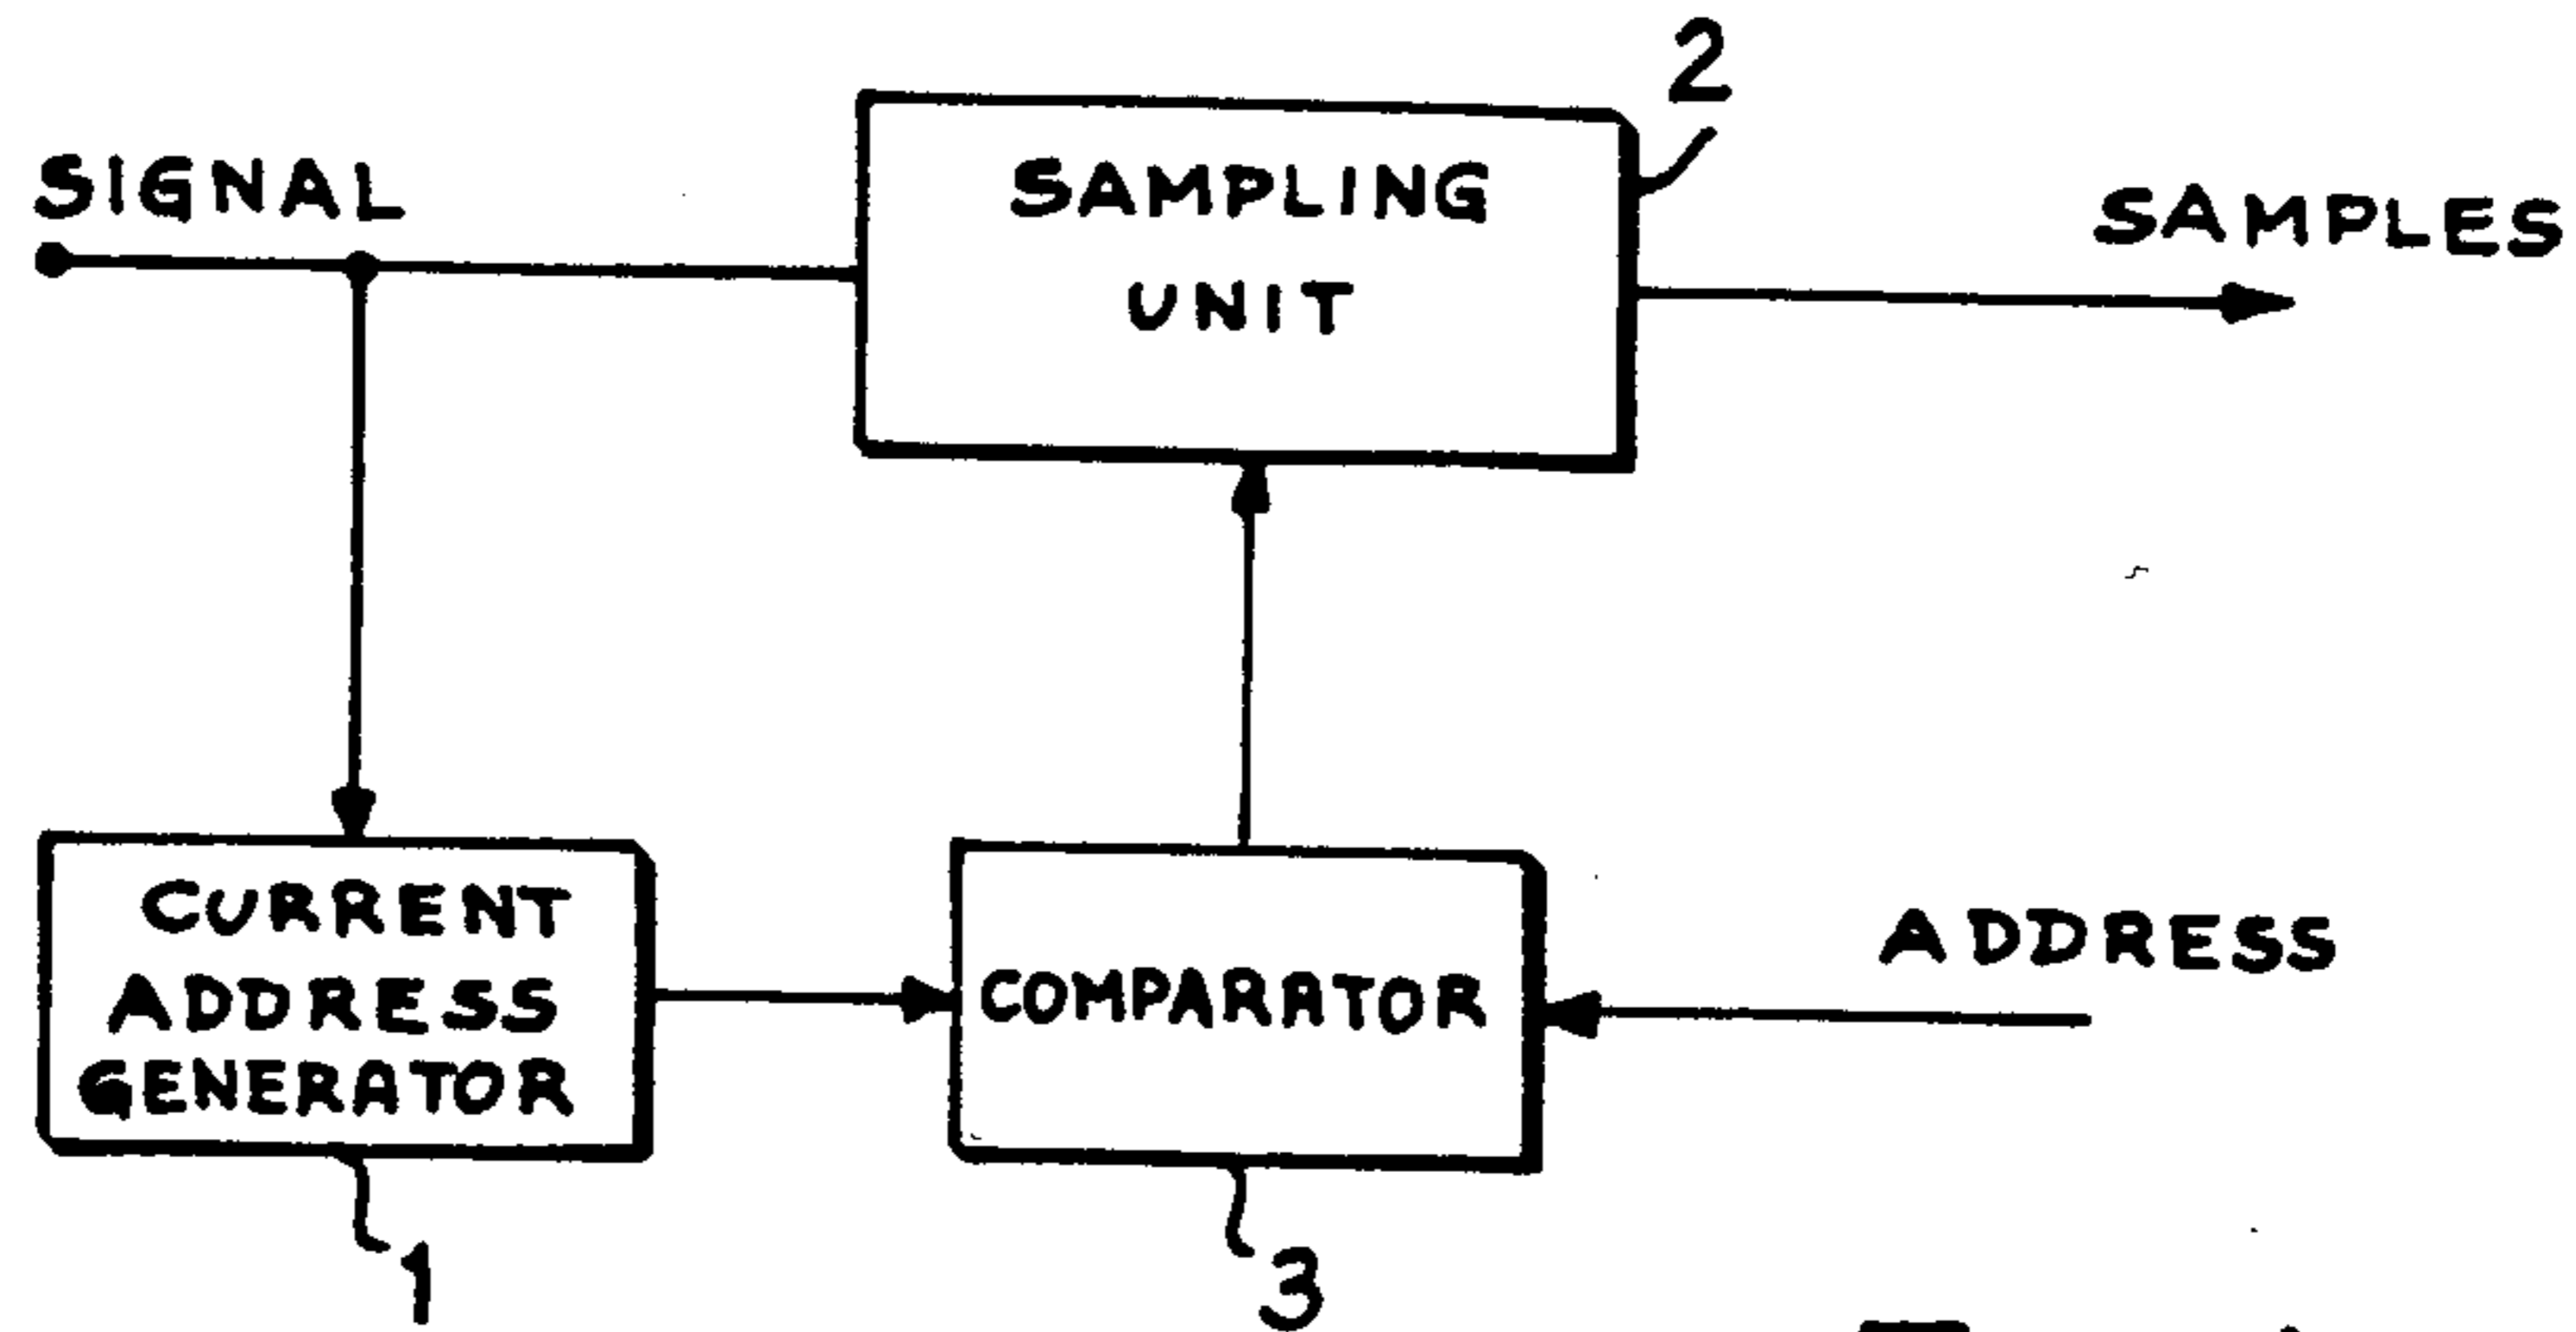 2
SIGNAL
SAMPLING
UNIT
SAMPLES
CURRENT
ADDRESS
GENERATOR
COMPARATOR
ADDRESS
1
3